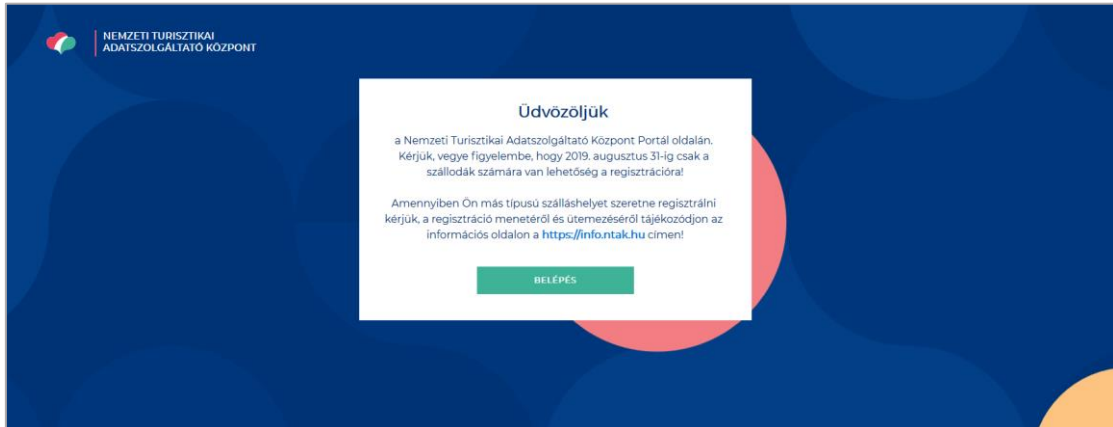 NEMZETI TURISZTIKAI
ADATSZOLGÁLTATÓ KÖZPONT
Üdvözöljük
a Nemzeti Turisztikai Adatszolgáltató Központ Portál oldalán.
Kérjük, vegye figyelembe, hogy 2019. augusztus 31-ig csak a
szállodák számára van lehetőség a regisztrációra!
Amennyiben Ön más típusú szálláshelyet szeretne regisztrálni
kérjük, a regisztráció menetéről és ütemezéséről tájékozódjon az
információs oldalon a https://info.ntak.hu címen!
BELÉPÉS